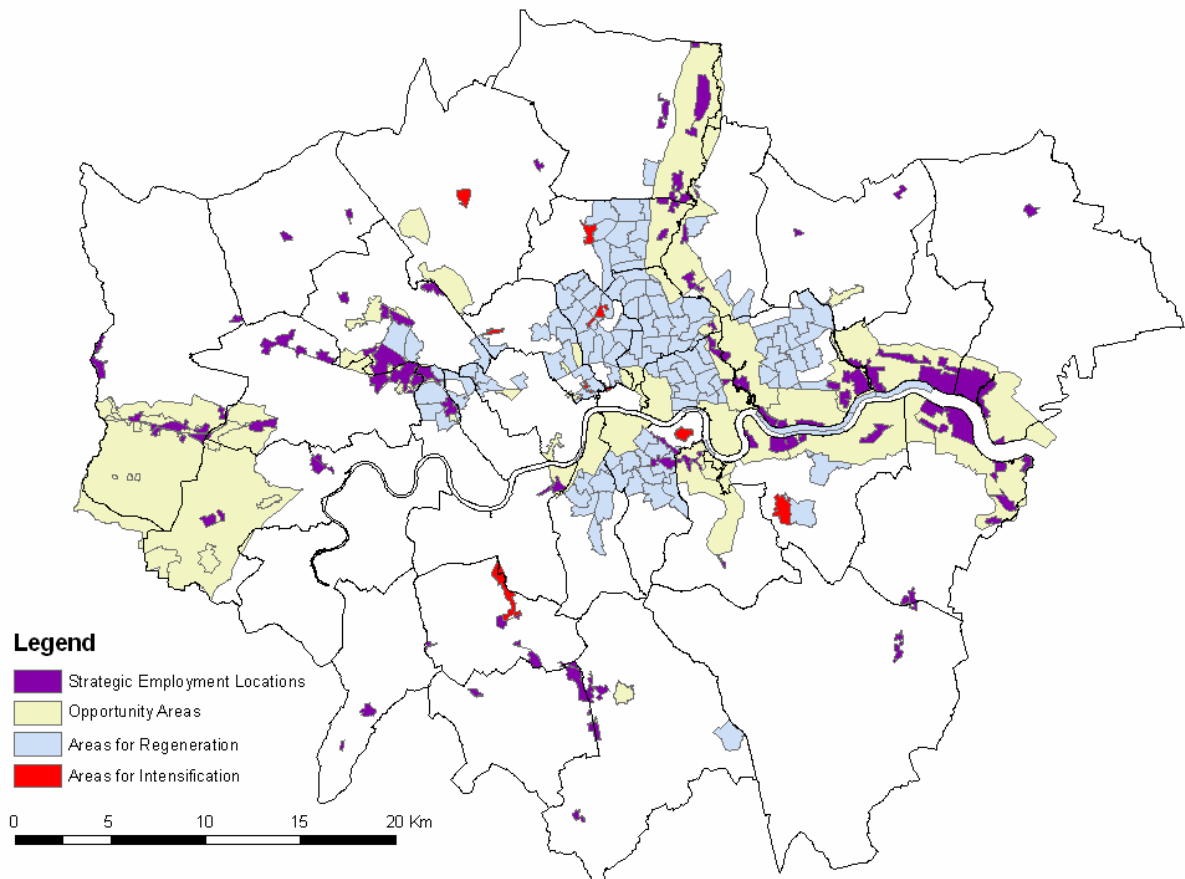 Legend
Strategic Employment Locations
Opportunity Areas
Areas for Regeneration
Areas for Intensification
0 5 10 15 20 Km